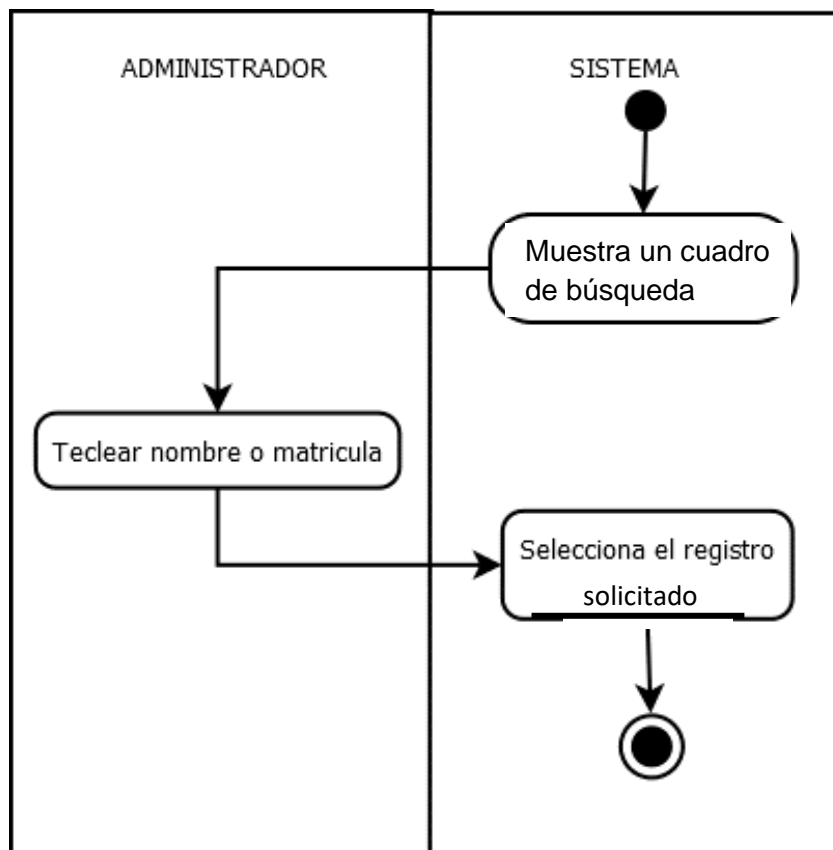 ADMINISTRADOR
SISTEMA
Muestra un cuadro
de búsqueda
Teclear nombre o matricula
Selecciona el registro
solicitado